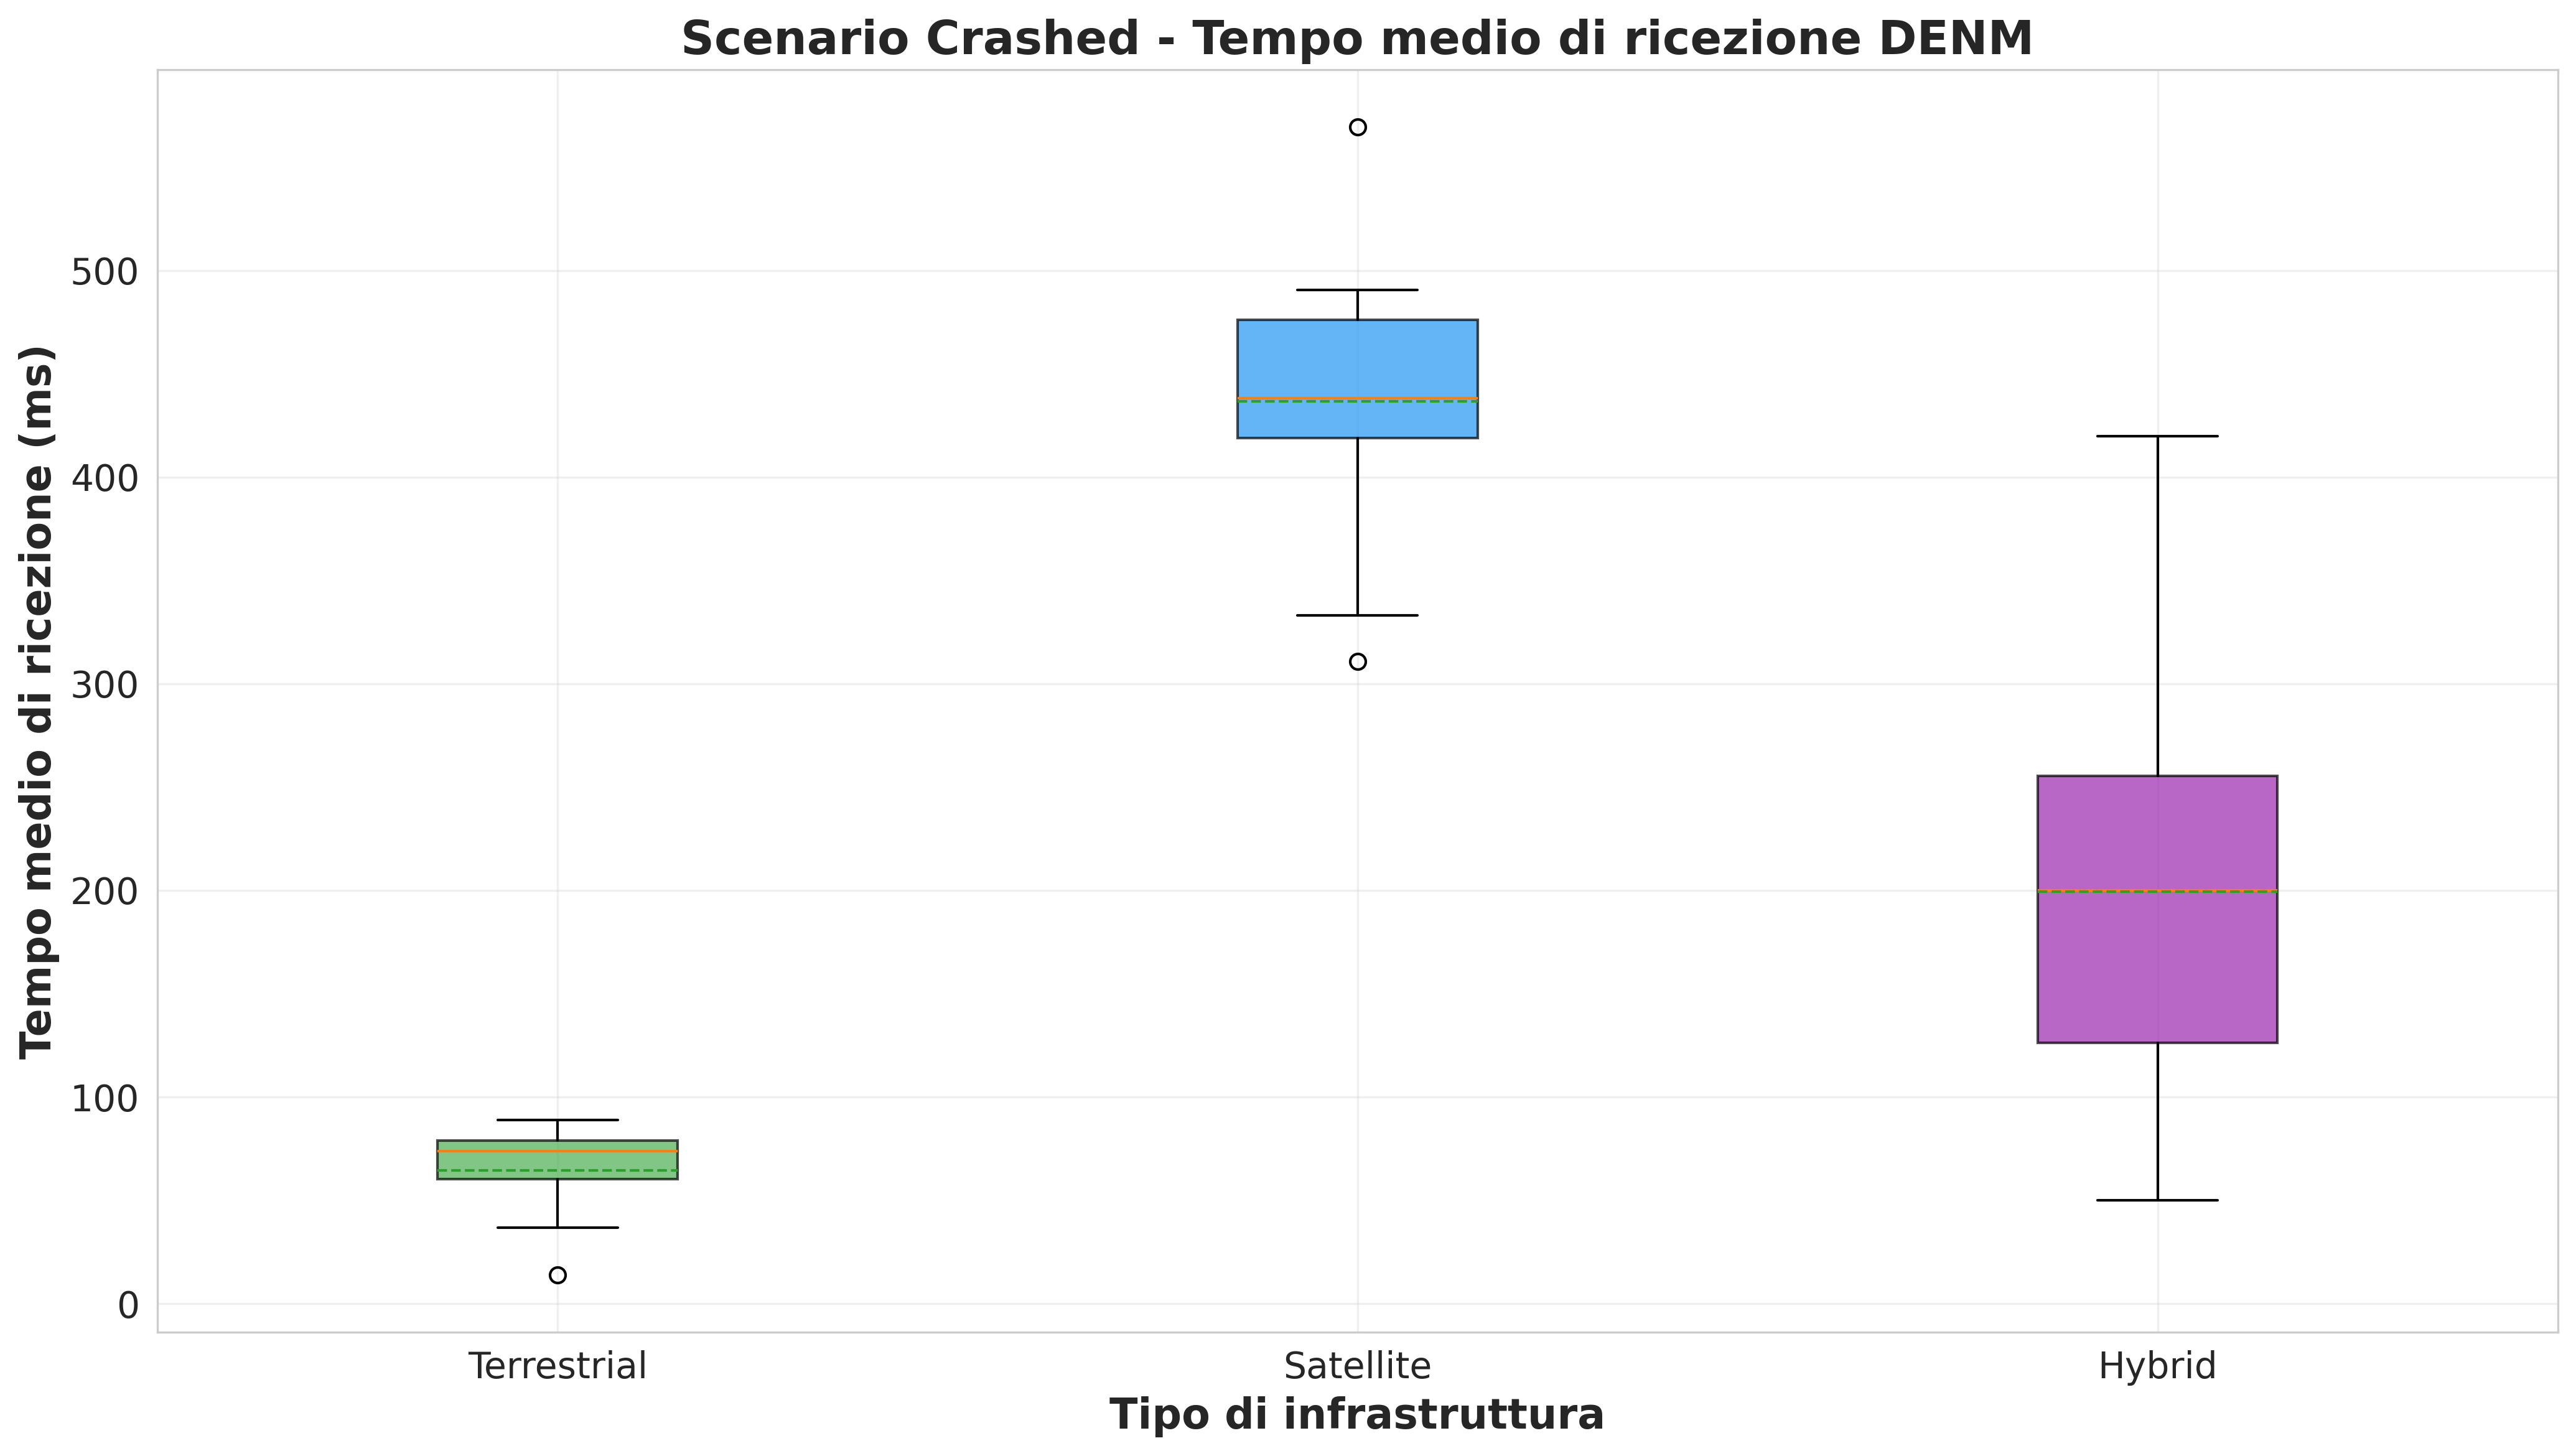 Scenario Crashed - Tempo medio di ricezione DENM
Tempo medio di ricezione (ms)
500
400
300
200
100
0
Terrestrial
Satellite
Hybrid
Tipo di infrastruttura